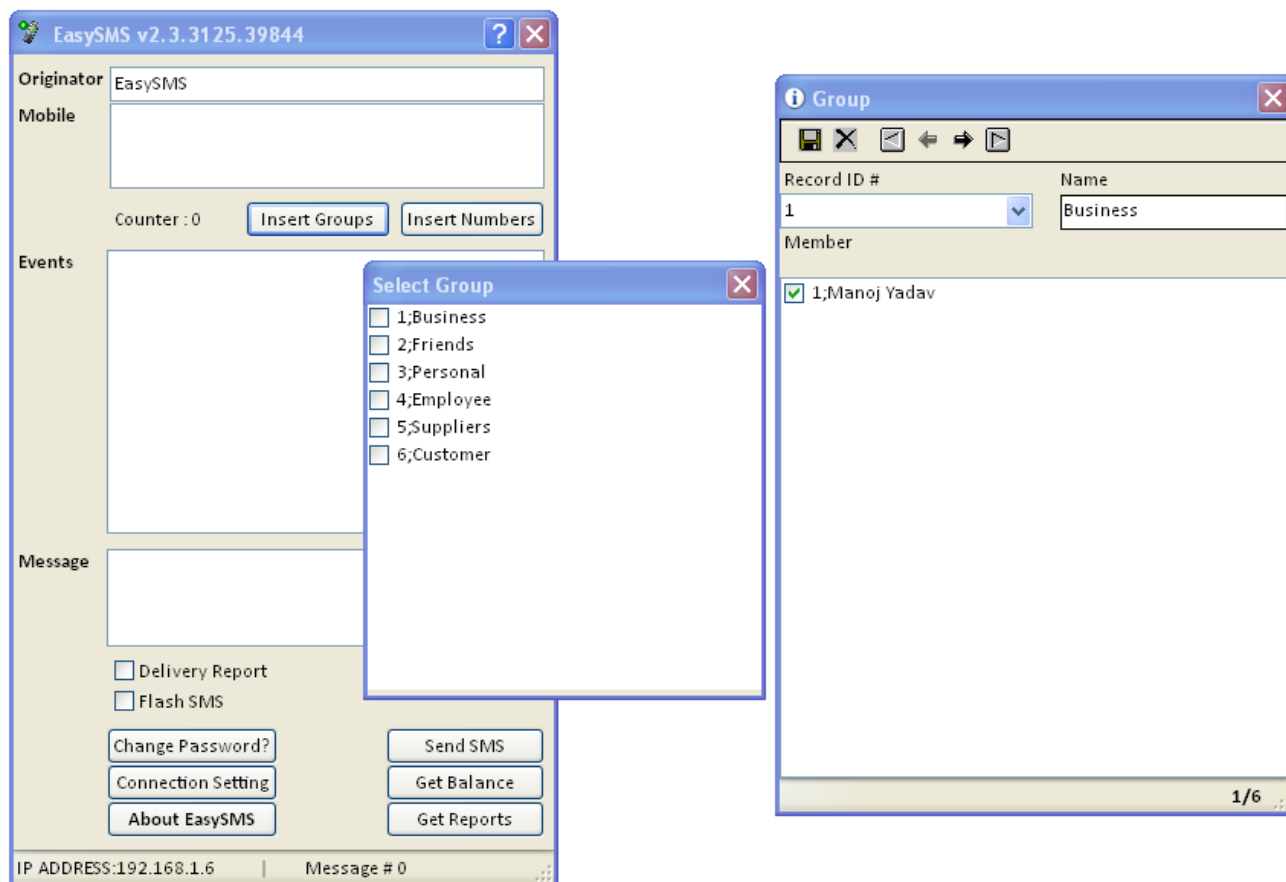 EasySMS v2.3.3125.39844
Originator EasySMS
Mobile
Counter : 0 Insert Groups Insert Numbers
Events
Message
Delivery Report
Flash SMS
Change Password? Send SMS
Connection Setting Get Balance
About EasySMS Get Reports
IP ADDRESS:192.168.1.6 | Message # 0
Select Group
1;Business
2;Friends
3;Personal
4;Employee
5;Suppliers
6;Customer
Group
Record ID # Name
1 Business
Member
1;Manoj Yadav
1/6